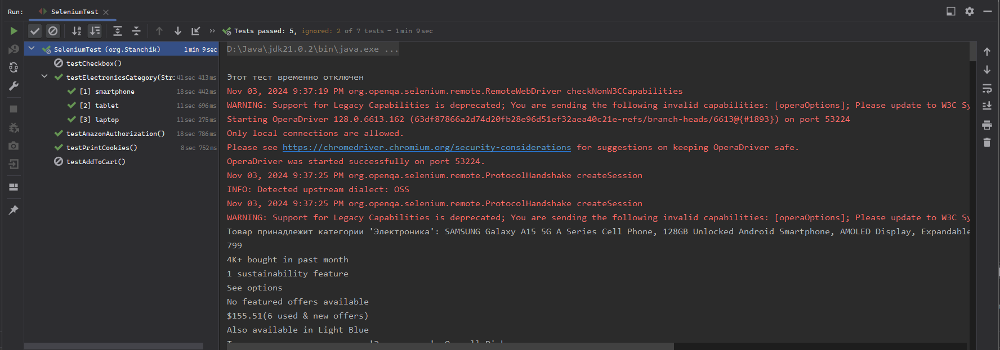 Run: SeleniumTest
Tests passed: 5, ignored: 2 of 7 tests – 1 min 9 sec
SeleniumTest (org.Stanchik) 1 min 9 sec
testCheckbox()
testElectronicsCategory(Str: 41 sec 413 ms
[1] smartphone 18 sec 442 ms
[2] tablet 11 sec 696 ms
[3] laptop 11 sec 275 ms
testAmazonAuthorization() 18 sec 786 ms
testPrintCookies() 8 sec 752 ms
testAddToCart()
D:\Java\jdk21.0.2\bin\java.exe ...
Этот тест временно отключен
Nov 03, 2024 9:37:19 PM org.openqa.selenium.remote.RemoteWebDriver checkNonW3CCapabilities
WARNING: Support for Legacy Capabilities is deprecated; You are sending the following invalid capabilities: [operaOptions]; Please update to W3C Sy
Starting OperaDriver 128.0.6613.162 (63df87866a2d74d20fb28e96d51ef32aea40c21e-refs/branch-heads/6613@{#1893}) on port 53224
Only local connections are allowed.
Please see https://chromedriver.chromium.org/security-considerations for suggestions on keeping OperaDriver safe.
OperaDriver was started successfully on port 53224.
Nov 03, 2024 9:37:25 PM org.openqa.selenium.remote.ProtocolHandshake createSession
INFO: Detected upstream dialect: OSS
Nov 03, 2024 9:37:25 PM org.openqa.selenium.remote.ProtocolHandshake createSession
WARNING: Support for Legacy Capabilities is deprecated; You are sending the following invalid capabilities: [operaOptions]; Please update to W3C Sy
Товар принадлежит категории 'Электроника': SAMSUNG Galaxy A15 5G A Series Cell Phone, 128GB Unlocked Android Smartphone, AMOLED Display, Expandable
799
4K+ bought in past month
1 sustainability feature
See options
No featured offers available
$155.51(6 used & new offers)
Also available in Light Blue